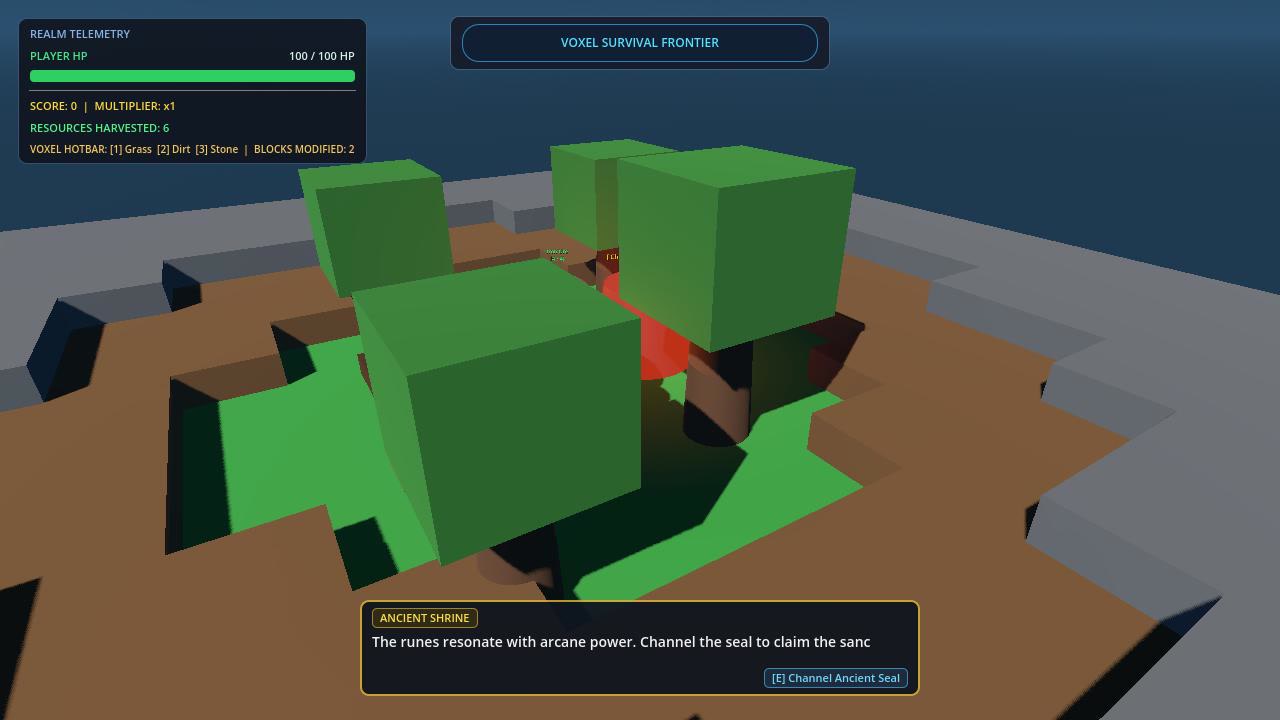 REALM TELEMETRY
PLAYER HP 100 / 100 HP
SCORE: 0 | MULTIPLIER: x1
RESOURCES HARVESTED: 6
VOXEL HOTBAR: [1] Grass [2] Dirt [3] Stone | BLOCKS MODIFIED: 2
VOXEL SURVIVAL FRONTIER
ANCIENT SHRINE
The runes resonate with arcane power. Channel the seal to claim the sanc
[E] Channel Ancient Seal